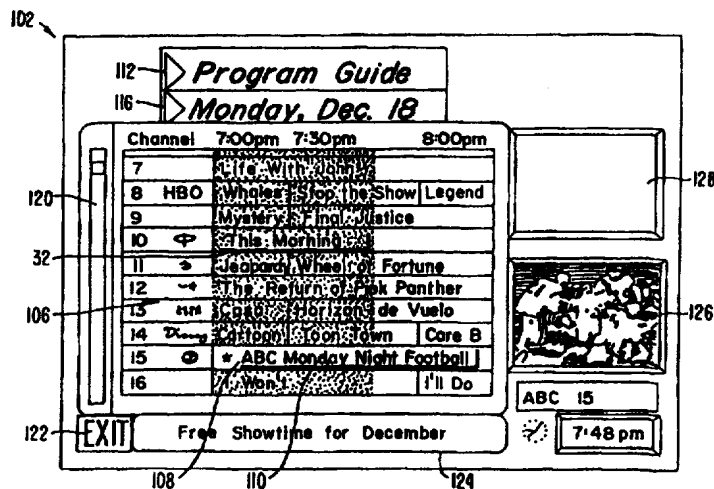 102
112
Program Guide
116
Monday, Dec. 18
Channel 7:00pm 7:30pm 8:00pm
7 Life With
128
120
8 HBO Whales Stop the Show Legend
9 Mystery Final Justice
10 This Morning
32
11 Jeopardy Wheel of Fortune
12 The Return of Pink Panther
126
106
13 Casa Horizon de Vuelo
14 Disney Cartoon Toon Town Care B
15 * ABC Monday Night Football
16 I Won't I'll Do
ABC 15
122
EXIT
Free Showtime for December
7:48 pm
108
110
124